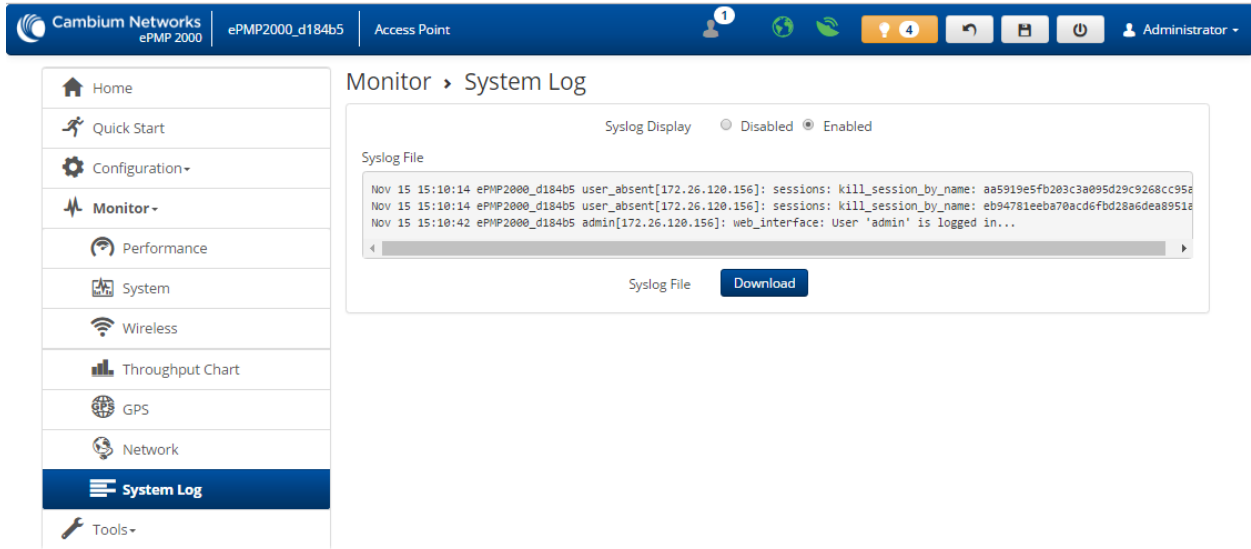 Cambium Networks
ePMP 2000
ePMP2000_d184b5
Access Point
1
4
Administrator
Home
Quick Start
Configuration
Monitor
Performance
System
Wireless
Throughput Chart
GPS
GPS
Network
System Log
Tools
Monitor › System Log
Syslog Display Disabled Enabled
Syslog File
Nov 15 15:10:14 ePMP2000_d184b5 user_absent[172.26.120.156]: sessions: kill_session_by_name: aa5919e5fb203c3a095d29c9268cc95a
Nov 15 15:10:14 ePMP2000_d184b5 user_absent[172.26.120.156]: sessions: kill_session_by_name: eb94781eeba70acd6fbd28a6dea8951a
Nov 15 15:10:42 ePMP2000_d184b5 admin[172.26.120.156]: web_interface: User 'admin' is logged in...
Syslog File Download